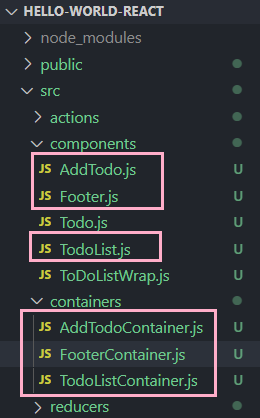 HELLO-WORLD-REACT
node_modules
public
src
actions
components
JS AddTodo.js U
JS Footer.js U
JS Todo.js U
JS TodoList.js U
JS ToDoListWrap.js U
containers
JS AddTodoContainer.js U
JS FooterContainer.js U
JS TodoListContainer.js U
reducers